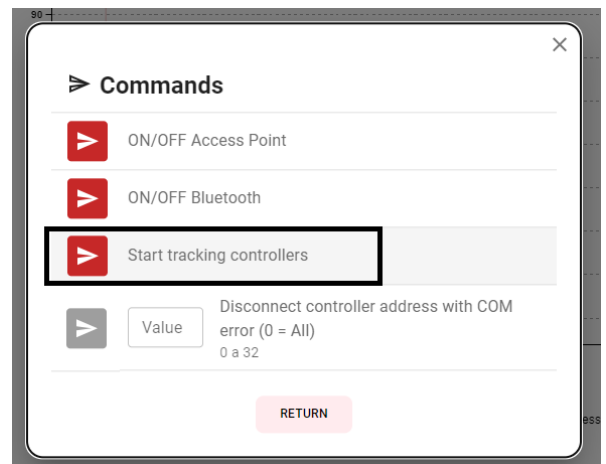 90
Commands
ON/OFF Access Point
ON/OFF Bluetooth
Start tracking controllers
Value
Disconnect controller address with COM
error (0 = All)
0 a 32
RETURN
ess